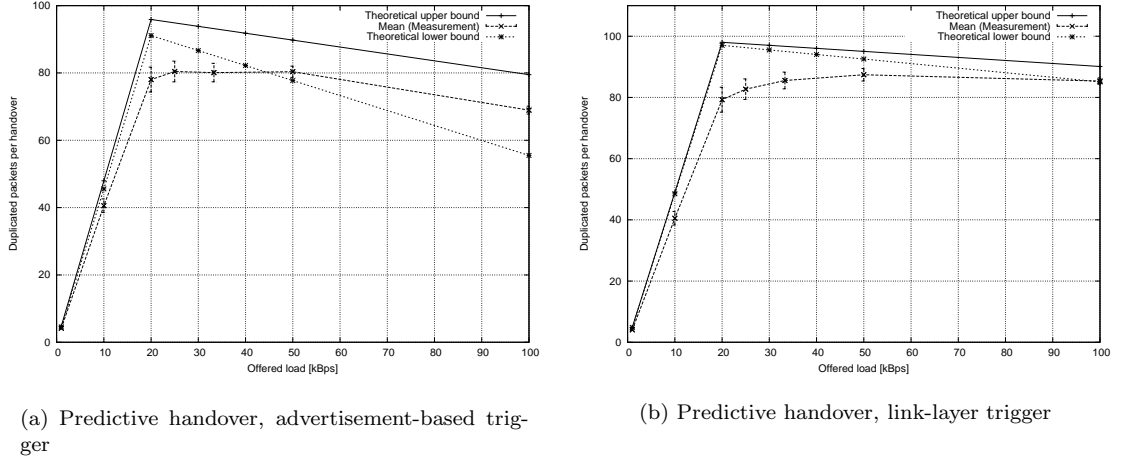 100
80
60
40
20
0
0 10 20 30 40 50 60 70 80 90 100
Duplicated packets per handover
Offered load [kBps]
Theoretical upper bound
Mean (Measurement)
Theoretical lower bound
(a) Predictive handover, advertisement-based trig-
ger
100
80
60
40
20
0
0 10 20 30 40 50 60 70 80 90 100
Duplicated packets per handover
Offered load [kBps]
Theoretical upper bound
Mean (Measurement)
Theoretical lower bound
(b) Predictive handover, link-layer trigger